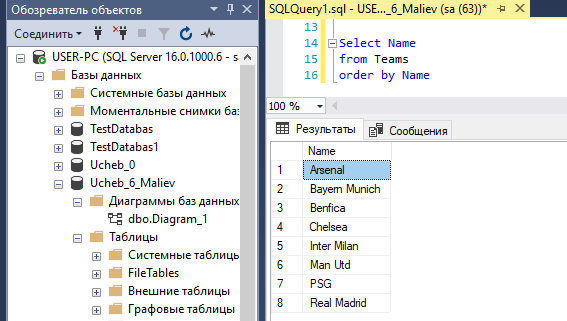 Обозреватель объектов
Соединить
USER-PC (SQL Server 16.0.1000.6 - s
Базы данных
Системные базы данных
Моментальные снимки баз
TestDatabas
TestDatabas1
Ucheb_0
Ucheb_6_Maliev
Диаграммы баз данных
dbo.Diagram_1
Таблицы
Системные таблицы
FileTables
Внешние таблицы
Графовые таблицы
SQLQuery1.sql - USE..._6_Maliev (sa (63))*
13
14 Select Name
15 from Teams
16 order by Name
100 %
Результаты Сообщения
Name
1 Arsenal
2 Bayern Munich
3 Benfica
4 Chelsea
5 Inter Milan
6 Man Utd
7 PSG
8 Real Madrid